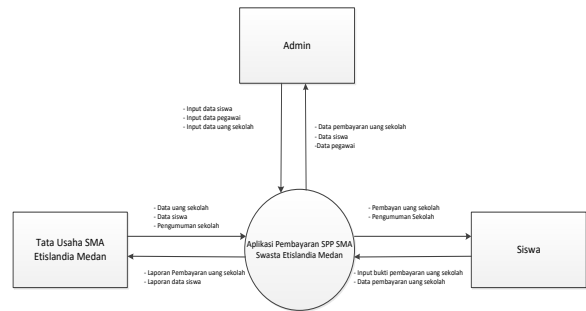 Admin
- Input data siswa
- Input data pegawai
- Input data uang sekolah
- Data pembayaran uang sekolah
- Data siswa
-Data pegawai
- Data uang sekolah
- Data siswa
- Pengumuman sekolah
- Pembayan uang sekolah
- Pengumuman Sekolah
Tata Usaha SMA
Etislandia Medan
Aplikasi Pembayaran SPP SMA
Swasta Etislandia Medan
Siswa
- Laporan Pembayaran uang sekolah
- Laporan data siswa
- Input bukti pembayaran uang sekolah
- Data pembayaran uang sekolah